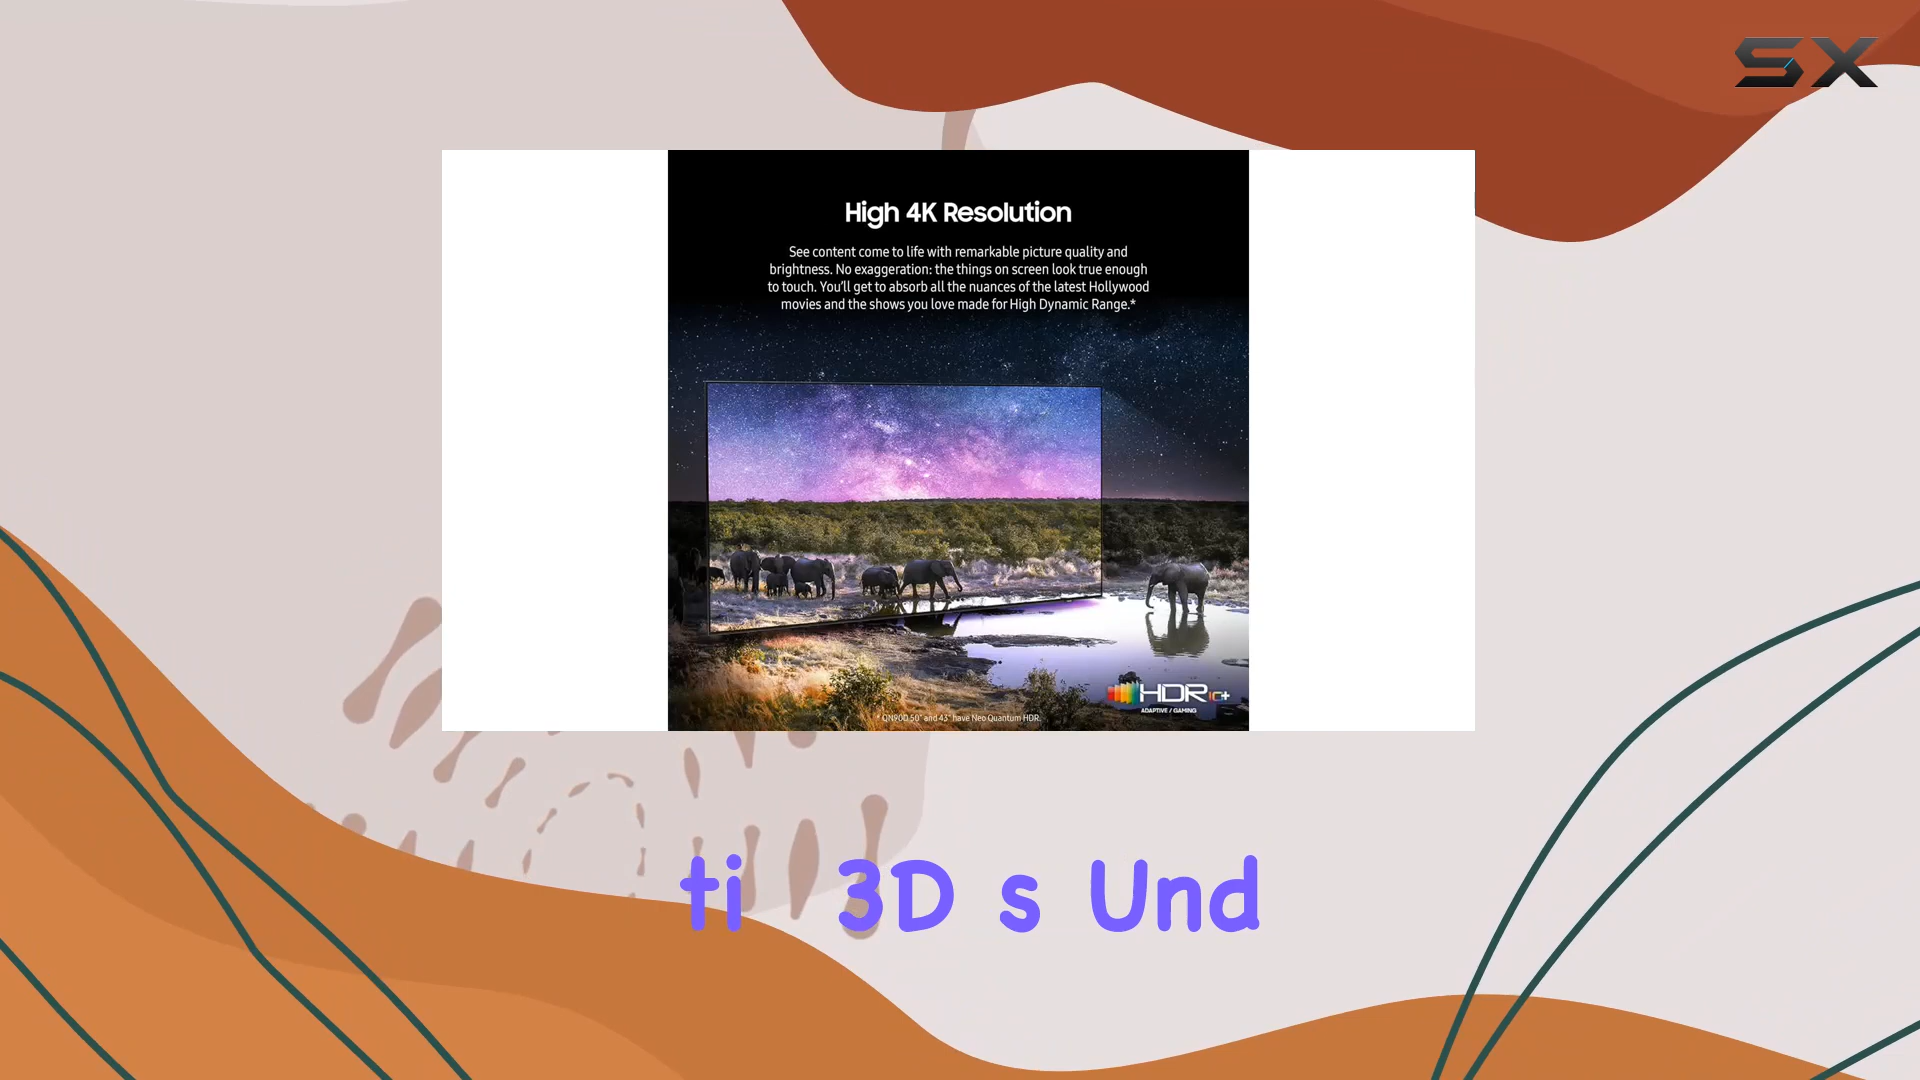 SX
High 4K Resolution
See content come to life with remarkable picture quality and
brightness. No exaggeration: the things on screen look true enough
to touch. You'll get to absorb all the nuances of the latest Hollywood
movies and the shows you love made for High Dynamic Range.*
HDR10+
ADAPTIVE / GAMING
* QN90D 50" and 43" have Neo Quantum HDR.
ti 3D s Und